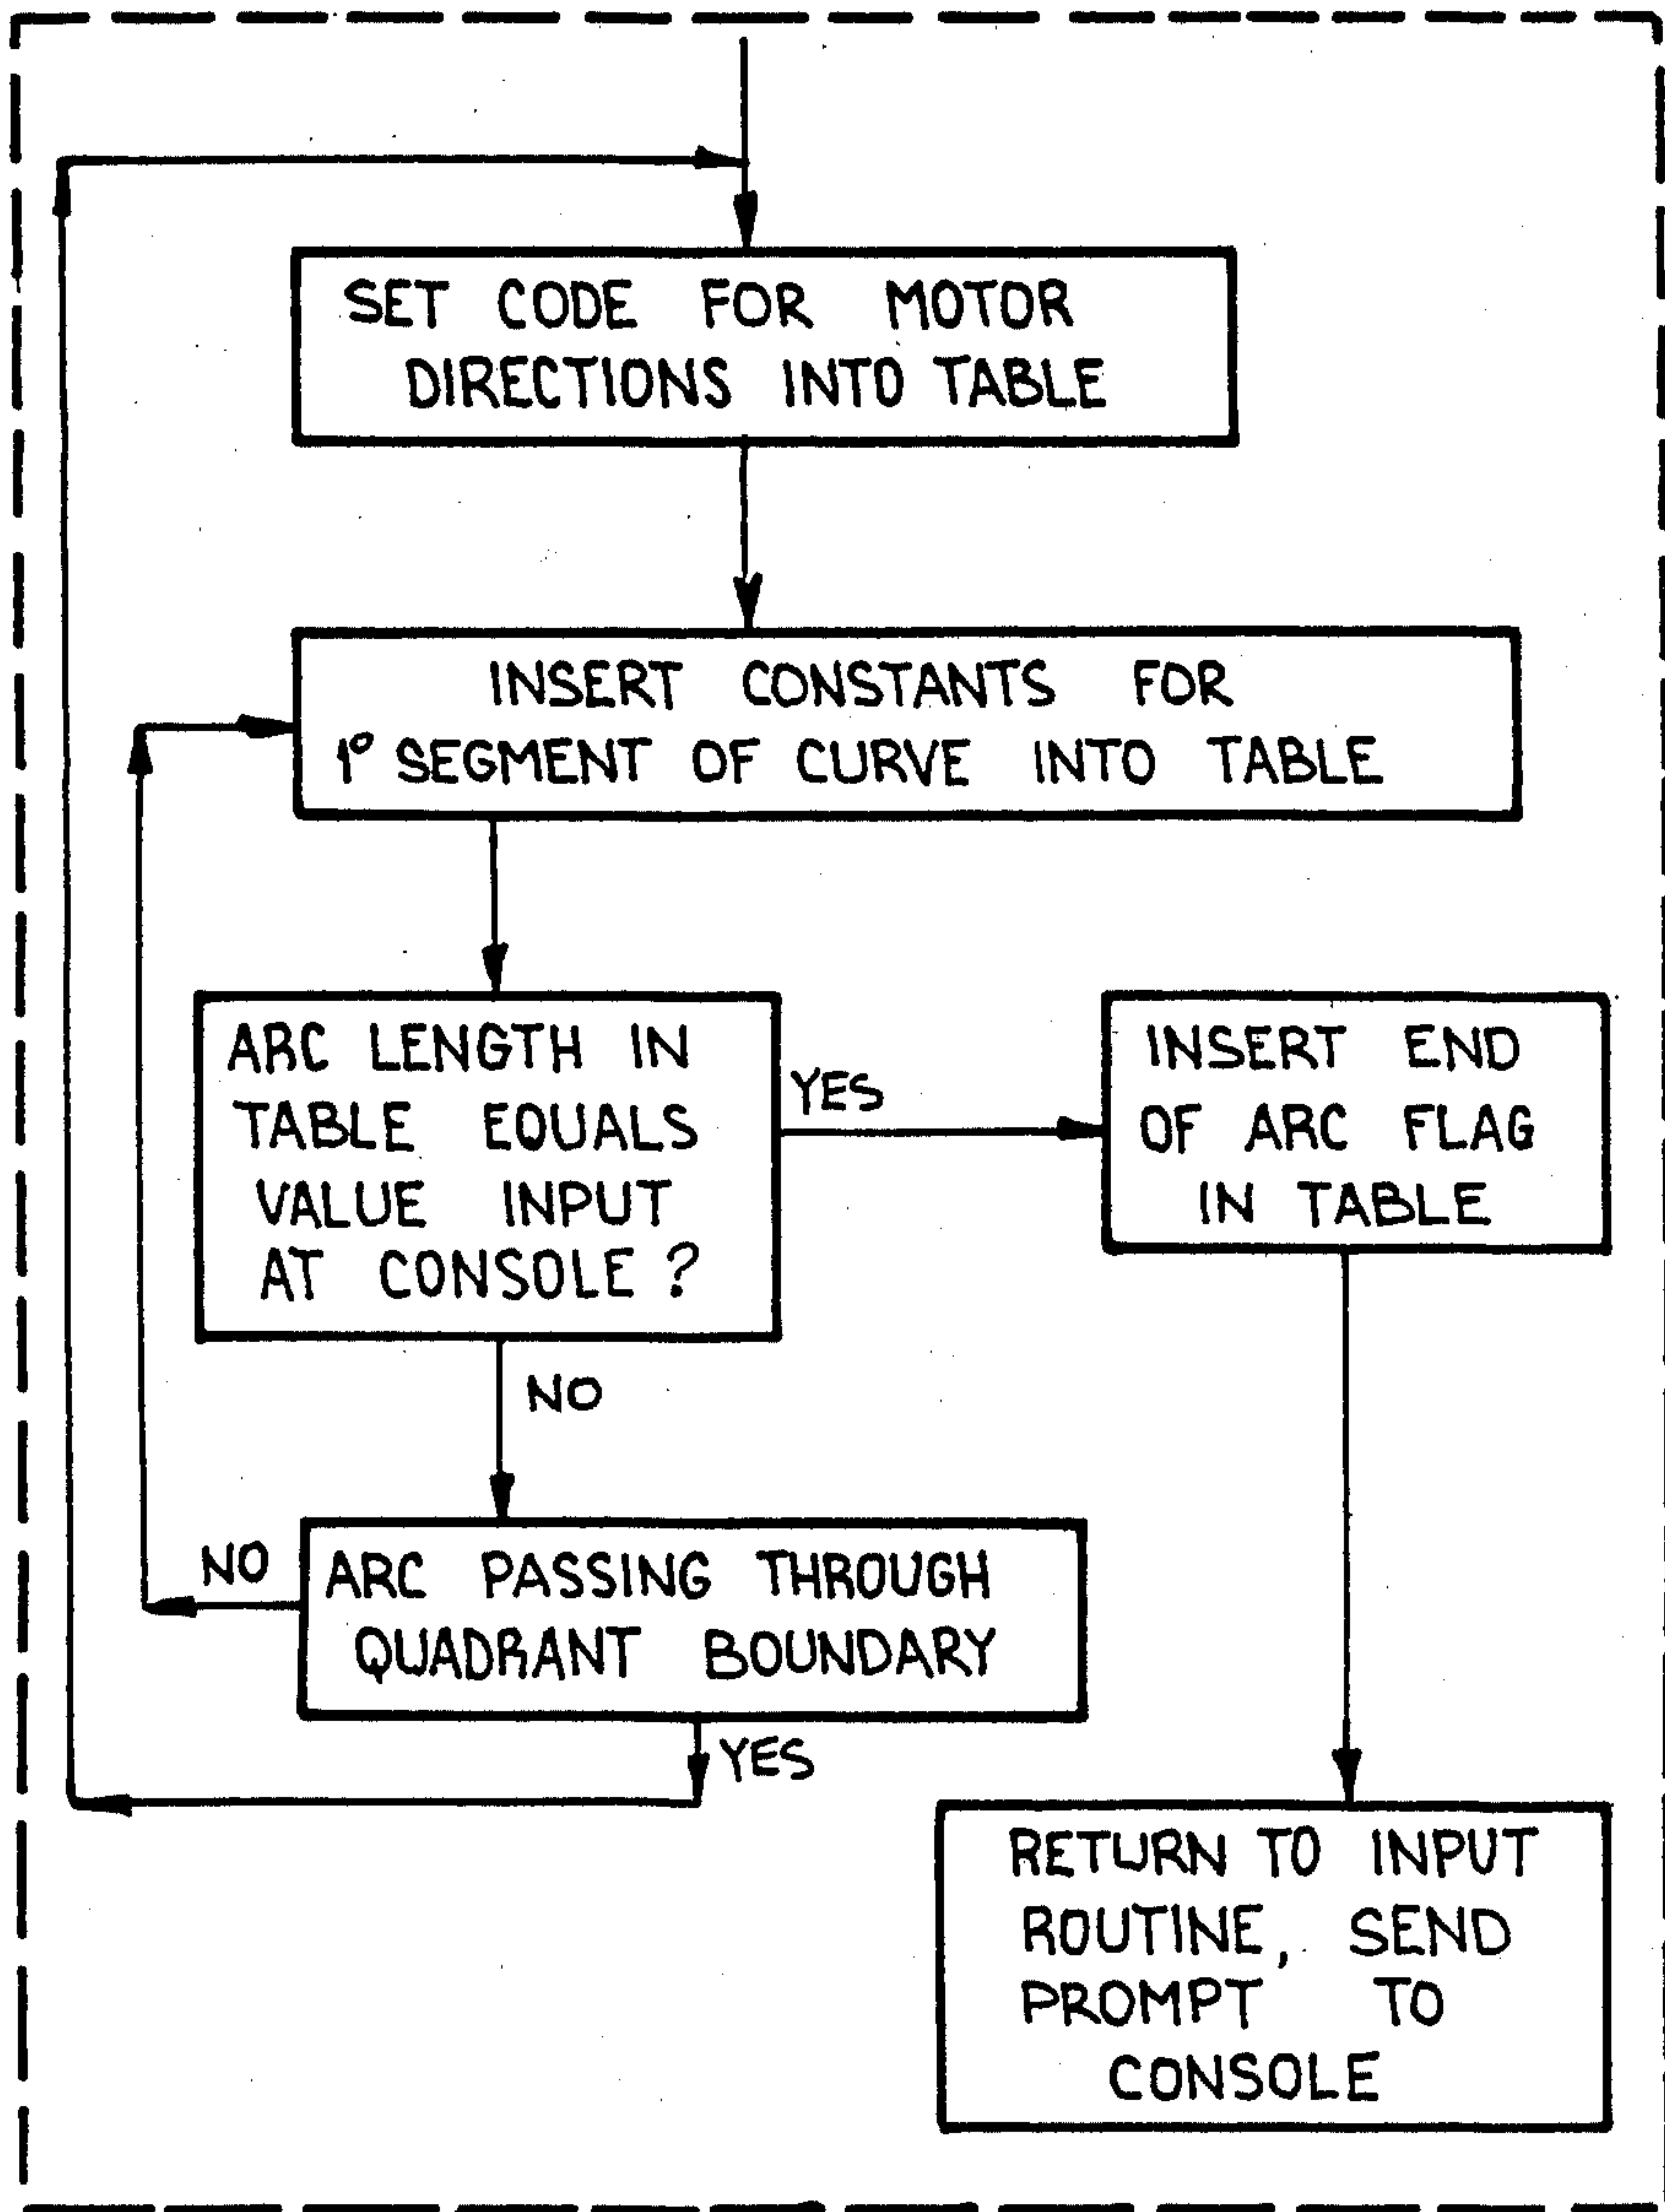 SET CODE FOR MOTOR
DIRECTIONS INTO TABLE
INSERT CONSTANTS FOR
1° SEGMENT OF CURVE INTO TABLE
ARC LENGTH IN
TABLE EQUALS
VALUE INPUT
AT CONSOLE ?
YES
INSERT END
OF ARC FLAG
IN TABLE
NO
NO
ARC PASSING THROUGH
QUADRANT BOUNDARY
YES
RETURN TO INPUT
ROUTINE, SEND
PROMPT TO
CONSOLE